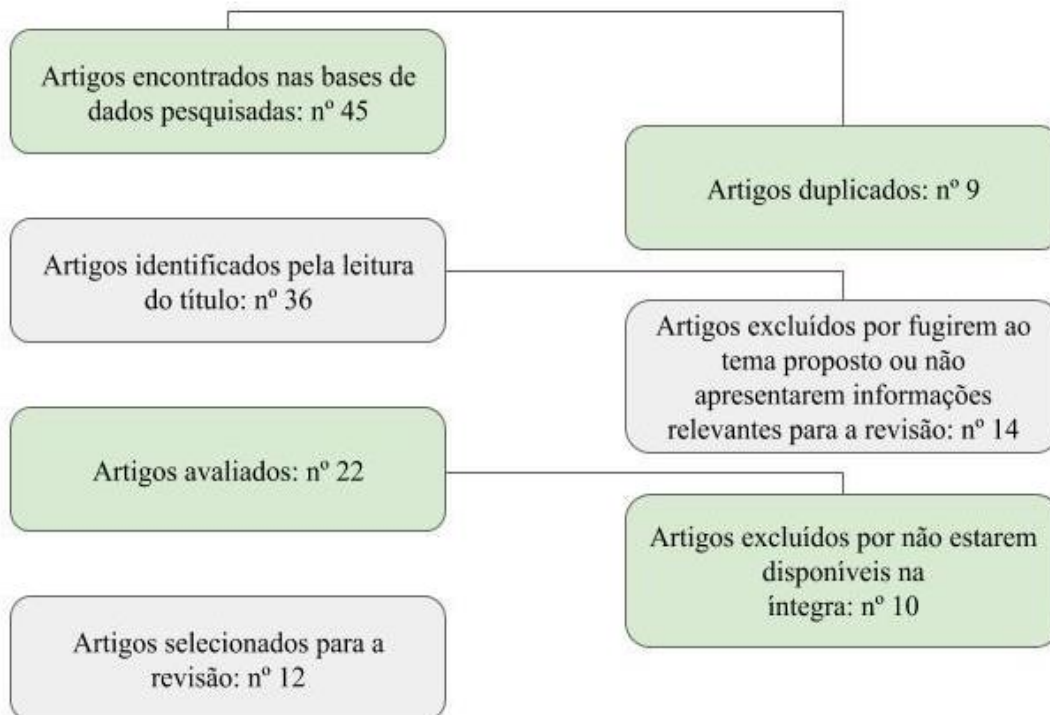 Artigos encontrados nas bases de
dados pesquisadas: nº 45
Artigos duplicados: nº 9
Artigos identificados pela leitura
do título: nº 36
Artigos excluídos por fugirem ao
tema proposto ou não
apresentarem informações
relevantes para a revisão: nº 14
Artigos avaliados: nº 22
Artigos excluídos por não estarem
disponíveis na
íntegra: nº 10
Artigos selecionados para a
revisão: nº 12